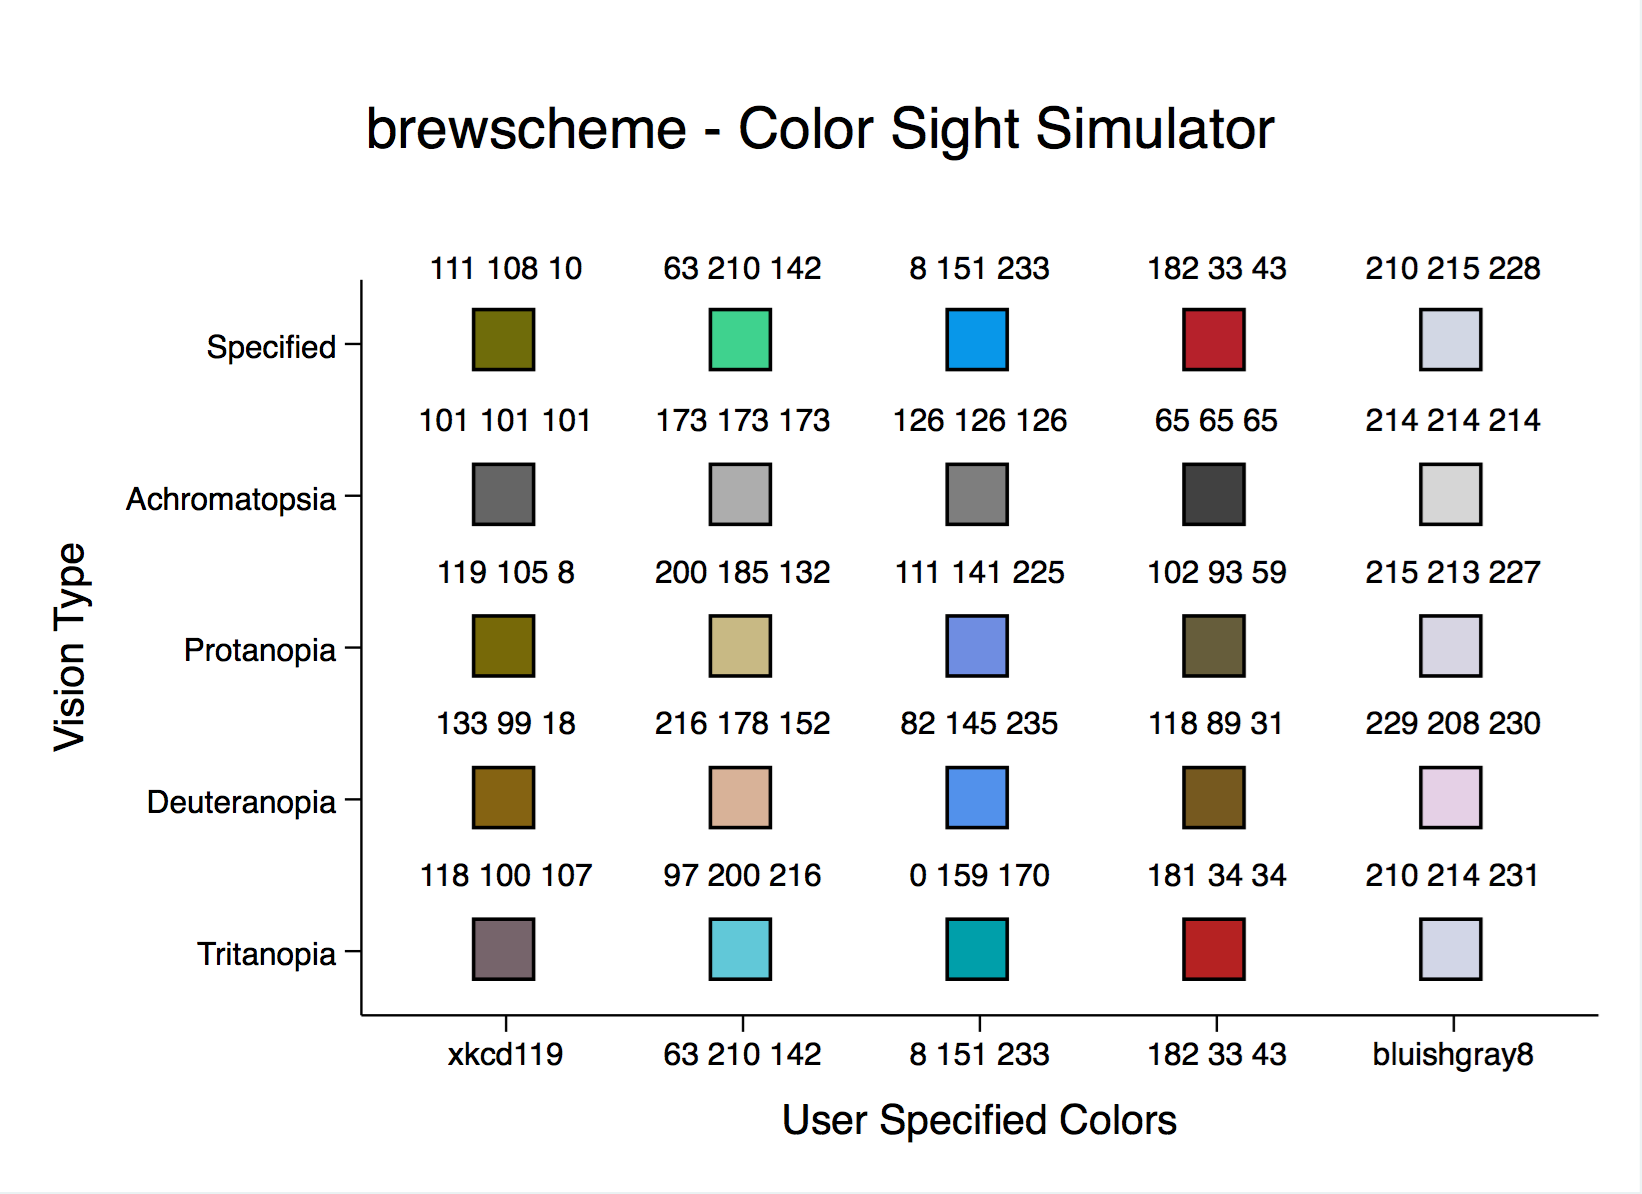 brewscheme - Color Sight Simulator
111 108 10 63 210 142 8 151 233 182 33 43 210 215 228
Specified
101 101 101 173 173 173 126 126 126 65 65 65 214 214 214
Achromatopsia
119 105 8 200 185 132 111 141 225 102 93 59 215 213 227
Protanopia
133 99 18 216 178 152 82 145 235 118 89 31 229 208 230
Deuteranopia
118 100 107 97 200 216 0 159 170 181 34 34 210 214 231
Tritanopia
Vision Type
xkcd119 63 210 142 8 151 233 182 33 43 bluishgray8
User Specified Colors